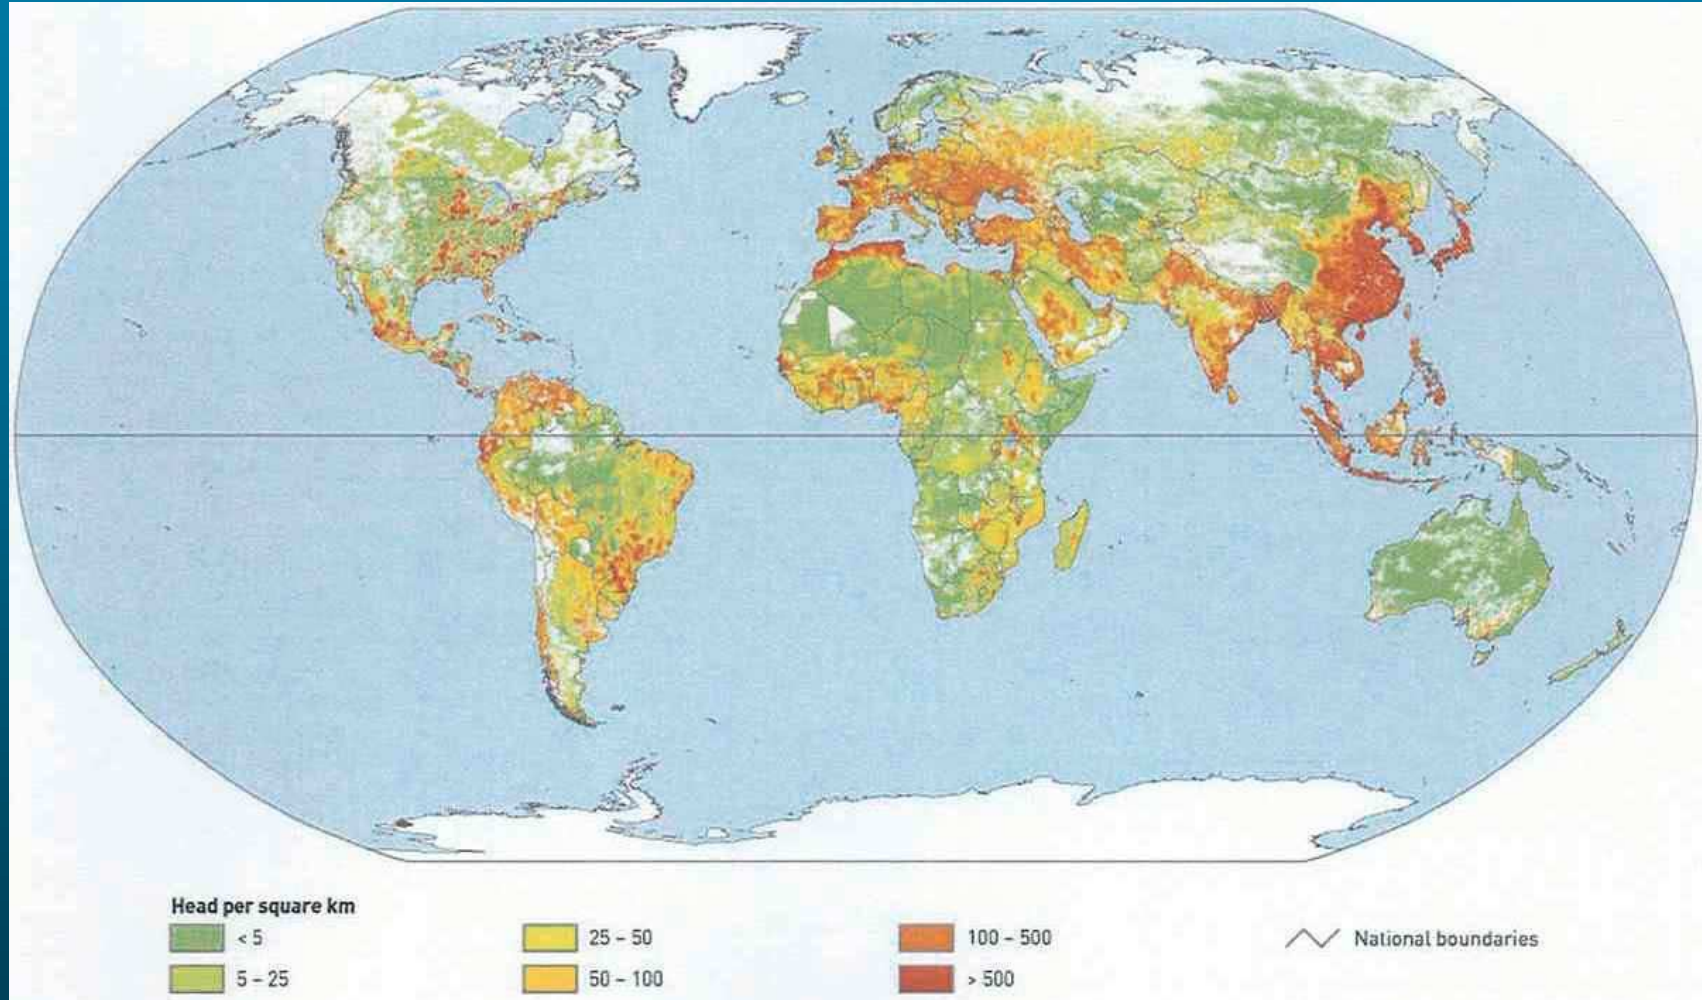 Head per square km
< 5
5 – 25
25 – 50
50 – 100
100 – 500
> 500
National boundaries